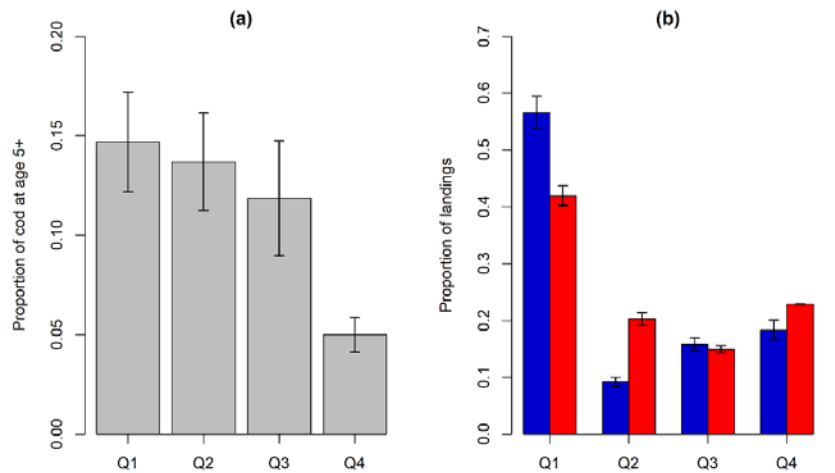 (a)
Proportion of cod at age 5+
0.20
0.15
0.10
0.05
0.00
Q1 Q2 Q3 Q4
(b)
Proportion of landings
0.7
0.6
0.5
0.4
0.3
0.2
0.1
0.0
Q1 Q2 Q3 Q4